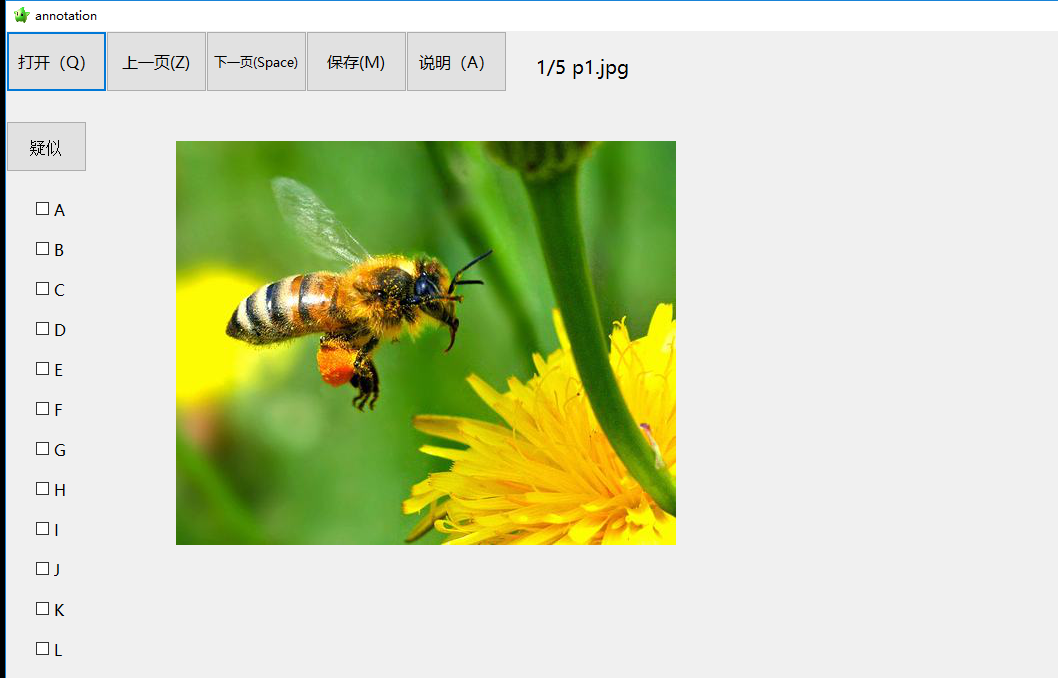 annotation
打开（Q） 上一页(Z) 下一页(Space) 保存(M) 说明（A） 1/5 p1.jpg
疑似
A
B
C
D
E
F
G
H
I
J
K
L